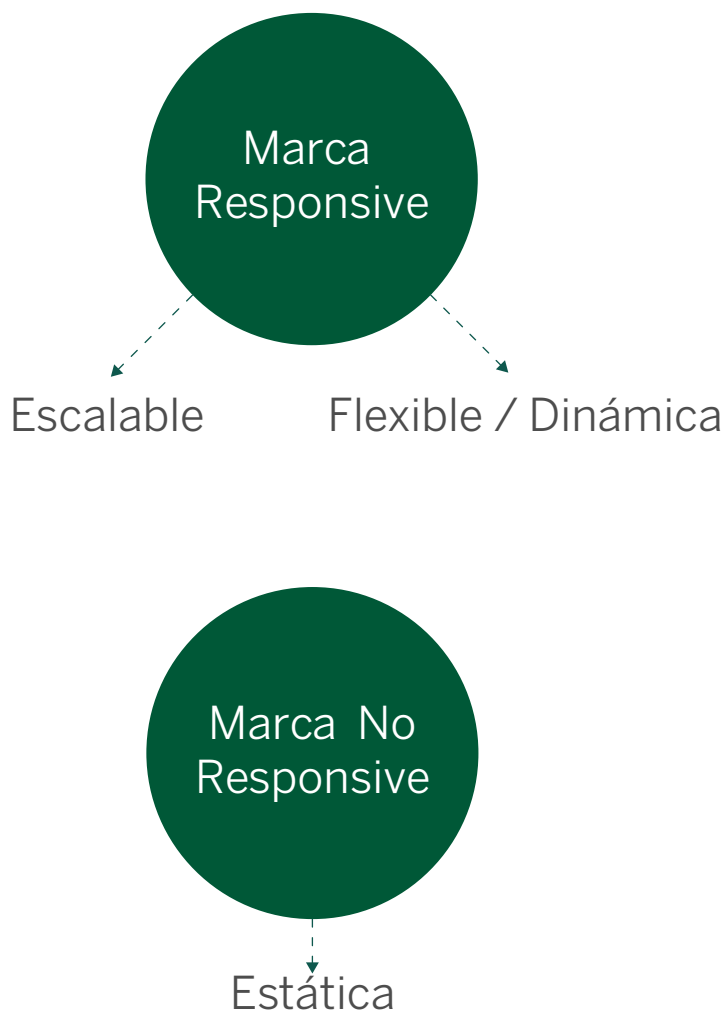 Marca
Responsive
Escalable
Flexible / Dinámica
Marca No
Responsive
Estática